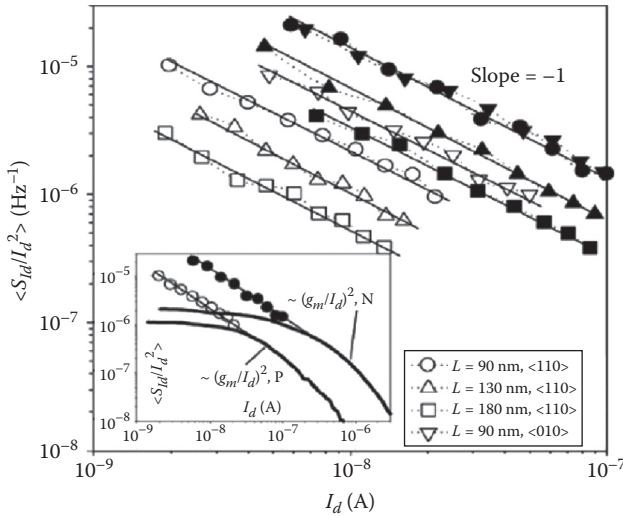 10⁻⁵
10⁻⁶
10⁻⁷
10⁻⁸
<S_Id/I_d²> (Hz⁻¹)
Slope = −1
10⁻⁵
10⁻⁶
10⁻⁷
10⁻⁸
<S_Id/I_d²>
~ (g_m/I_d)², N
~ (g_m/I_d)², P
I_d (A)
10⁻⁹ 10⁻⁸ 10⁻⁷ 10⁻⁶
L = 90 nm, <110>
L = 130 nm, <110>
L = 180 nm, <110>
L = 90 nm, <010>
10⁻⁹ 10⁻⁸ 10⁻⁷
I_d (A)